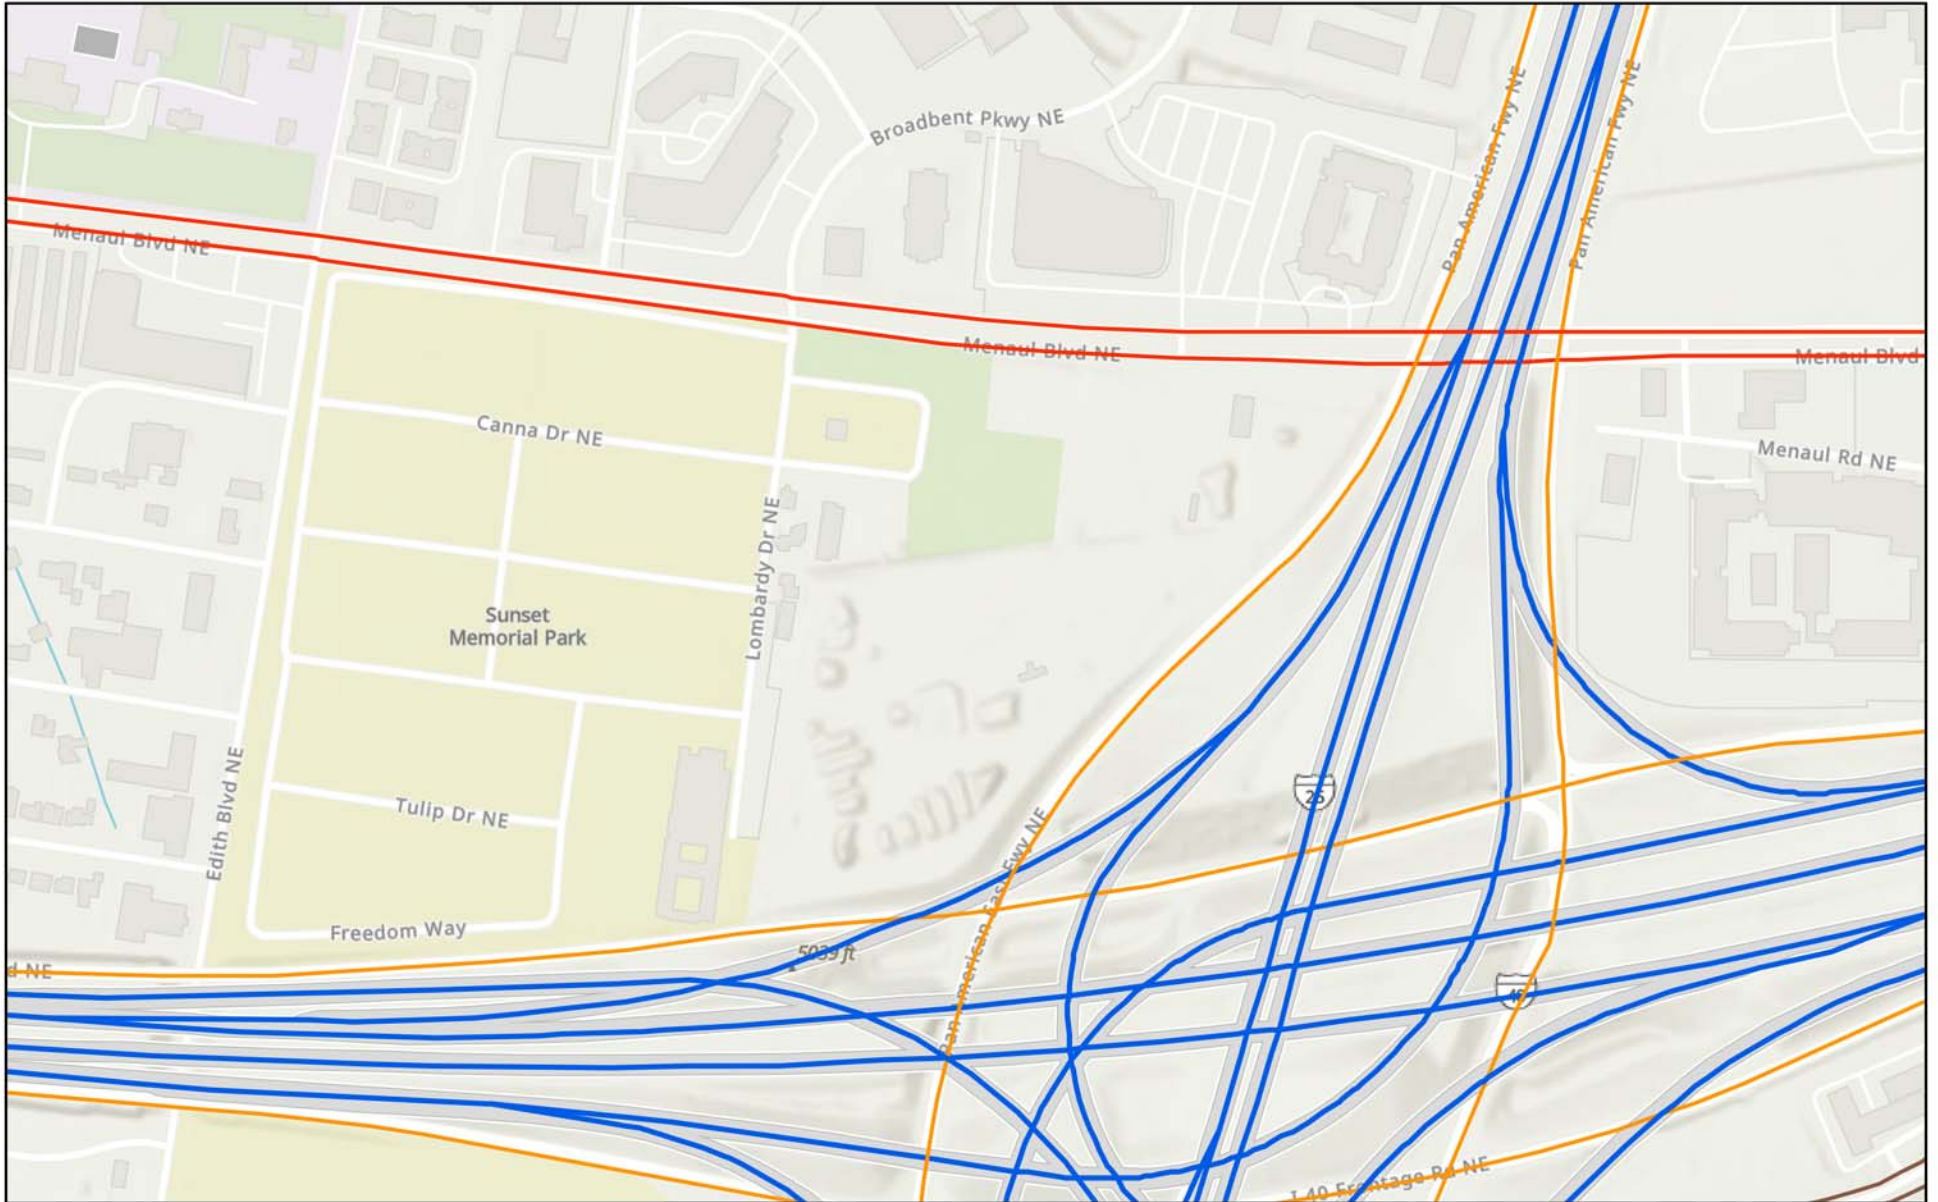 Broadbent Pkwy NE
Pan American Fwy NE
Pan American Fwy NE
Menaul Blvd NE
Menaul Blvd NE
Menaul Blvd
Canna Dr NE
Menaul Rd NE
Lombardy Dr NE
Sunset
Memorial Park
Edith Blvd NE
Tulip Dr NE
25
Pan American East Fwy NE
Freedom Way
5039 ft
d NE
40
Pan American Fwy NE
I-40 Frontage Rd NE